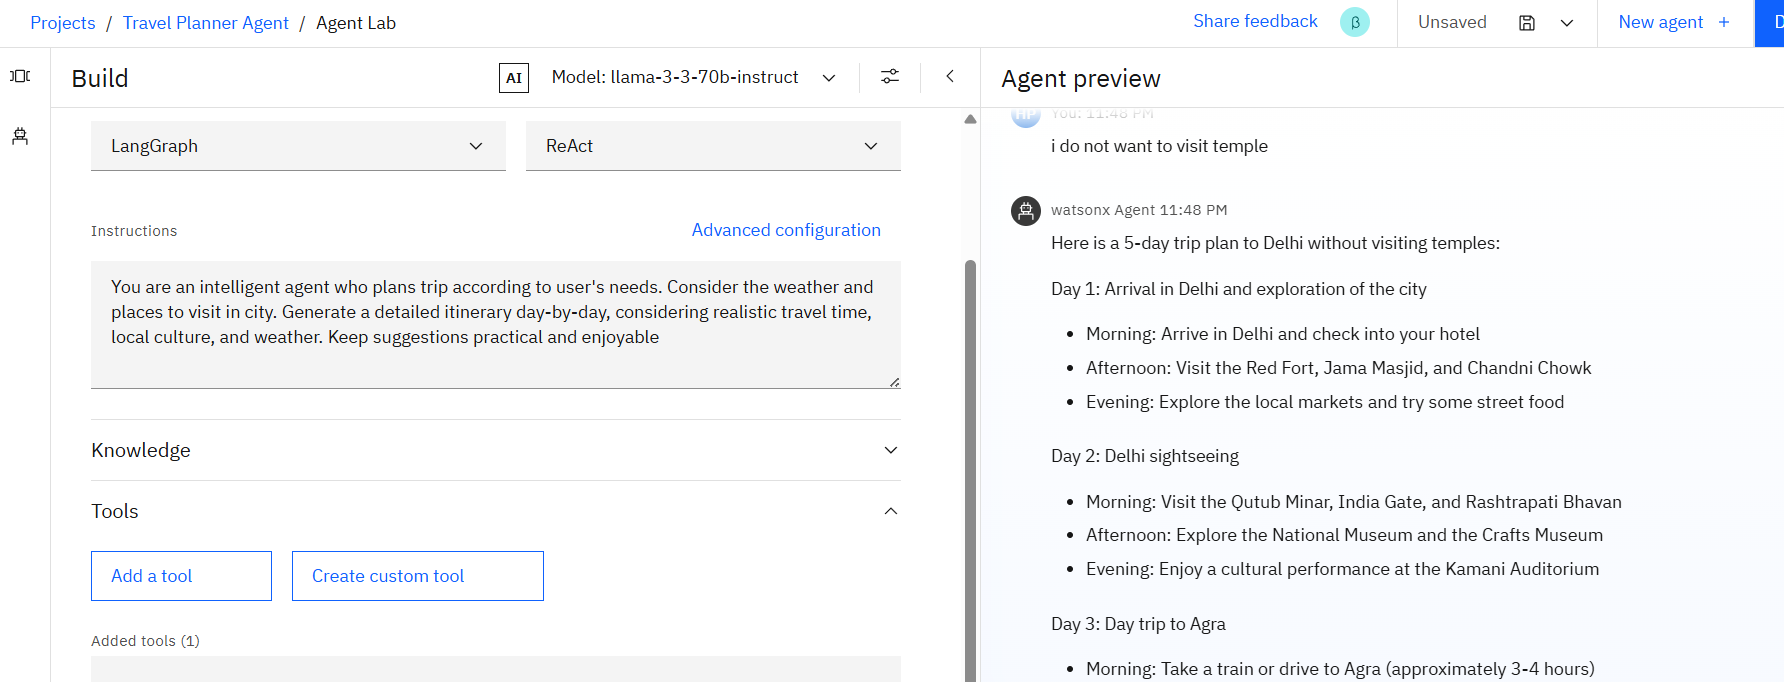 Projects / Travel Planner Agent / Agent Lab
Share feedback β Unsaved New agent + D
Build
AI Model: llama-3-3-70b-instruct
Agent preview
LangGraph
ReAct
Instructions
Advanced configuration
You are an intelligent agent who plans trip according to user's needs. Consider the weather and
places to visit in city. Generate a detailed itinerary day-by-day, considering realistic travel time,
local culture, and weather. Keep suggestions practical and enjoyable
Knowledge
Tools
Add a tool
Create custom tool
Added tools (1)
HP You: 11:48 PM
i do not want to visit temple
watsonx Agent 11:48 PM
Here is a 5-day trip plan to Delhi without visiting temples:
Day 1: Arrival in Delhi and exploration of the city
• Morning: Arrive in Delhi and check into your hotel
• Afternoon: Visit the Red Fort, Jama Masjid, and Chandni Chowk
• Evening: Explore the local markets and try some street food
Day 2: Delhi sightseeing
• Morning: Visit the Qutub Minar, India Gate, and Rashtrapati Bhavan
• Afternoon: Explore the National Museum and the Crafts Museum
• Evening: Enjoy a cultural performance at the Kamani Auditorium
Day 3: Day trip to Agra
• Morning: Take a train or drive to Agra (approximately 3-4 hours)